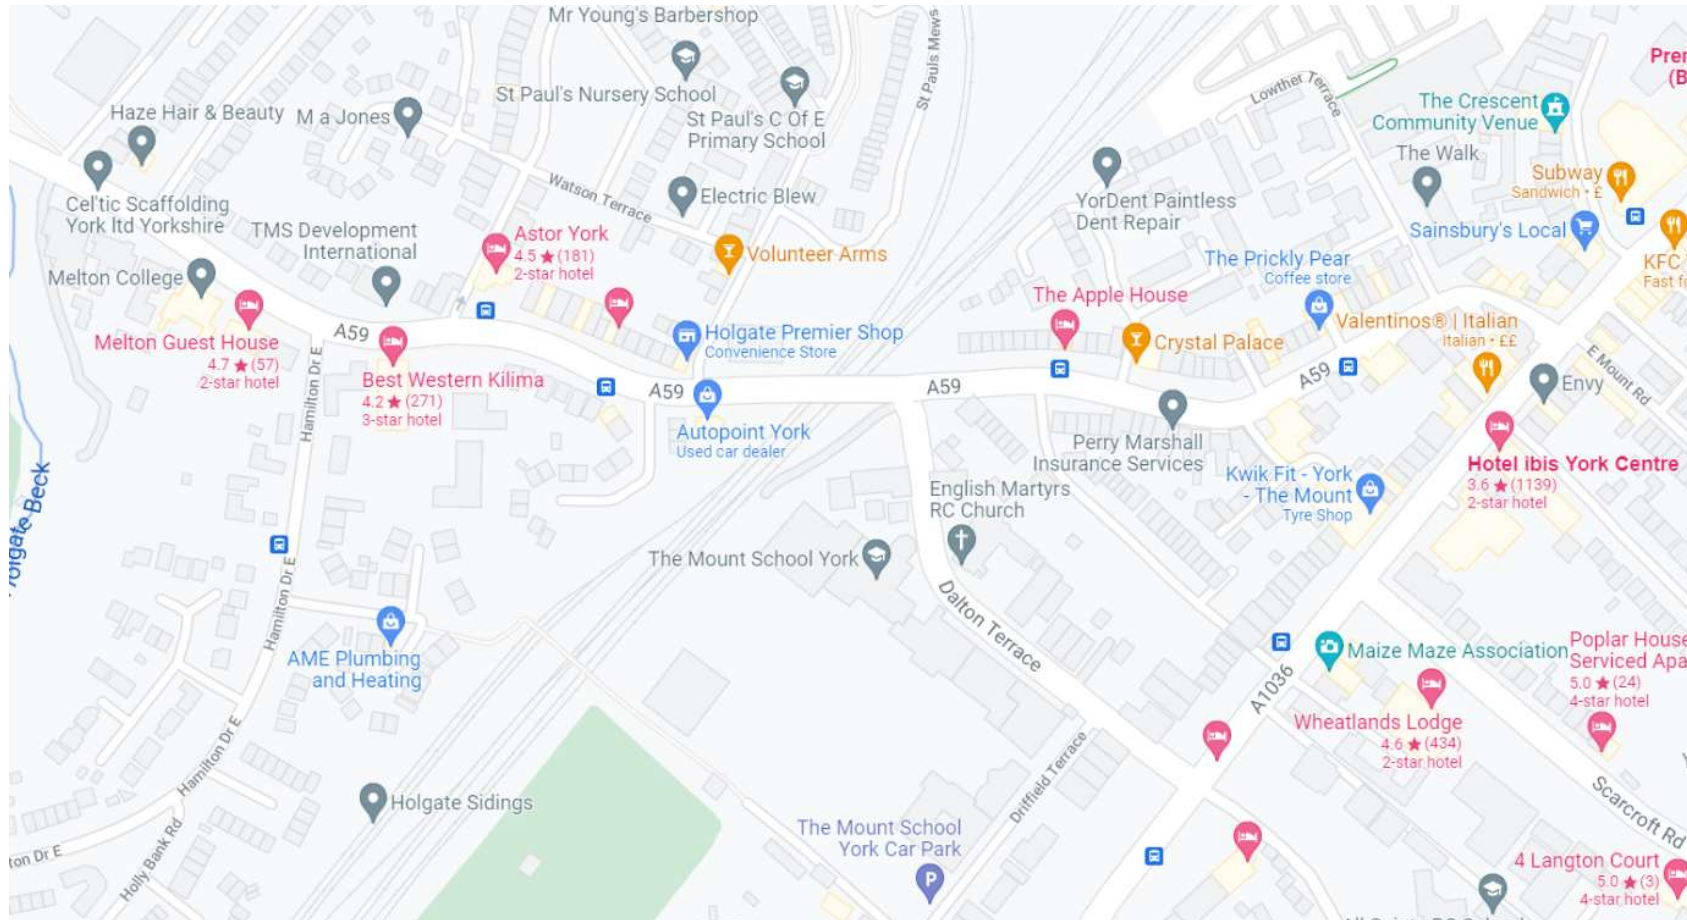 Mr Young's Barbershop
St Pauls Mews
St Paul's Nursery School
St Paul's C Of E
Primary School
Haze Hair & Beauty
M a Jones
Lowther Terrace
The Crescent
Community Venue
The Walk
Subway
Sandwich • £
Celtic Scaffolding
York ltd Yorkshire
Watson Terrace
Electric Blew
YorDent Paintless
Dent Repair
Sainsbury's Local
TMS Development
International
Astor York
4.5 ★ (181)
2-star hotel
Volunteer Arms
The Prickly Pear
Coffee store
KFC
Melton College
The Apple House
Melton Guest House
4.7 ★ (57)
2-star hotel
A59
Holgate Premier Shop
Convenience Store
Crystal Palace
Valentinos® | Italian
Italian • ££
Best Western Kilima
4.2 ★ (271)
3-star hotel
A59
A59
A59
Envy
E Mount Rd
Hamilton Dr E
Autopoint York
Used car dealer
Perry Marshall
Insurance Services
Kwik Fit - York
- The Mount
Tyre Shop
Hotel ibis York Centre
3.6 ★ (1139)
2-star hotel
English Martyrs
RC Church
Beck
The Mount School York
Hamilton Dr E
Dalton Terrace
AME Plumbing
and Heating
Maize Maze Association
Poplar House
Serviced Apa
5.0 ★ (24)
4-star hotel
A1036
Wheatlands Lodge
4.6 ★ (434)
2-star hotel
Hamilton Dr E
Holgate Sidings
Driffield Terrace
Scarcroft Rd
The Mount School
York Car Park
Dr E
Holly Bank Rd
4 Langton Court
5.0 ★ (3)
4-star hotel